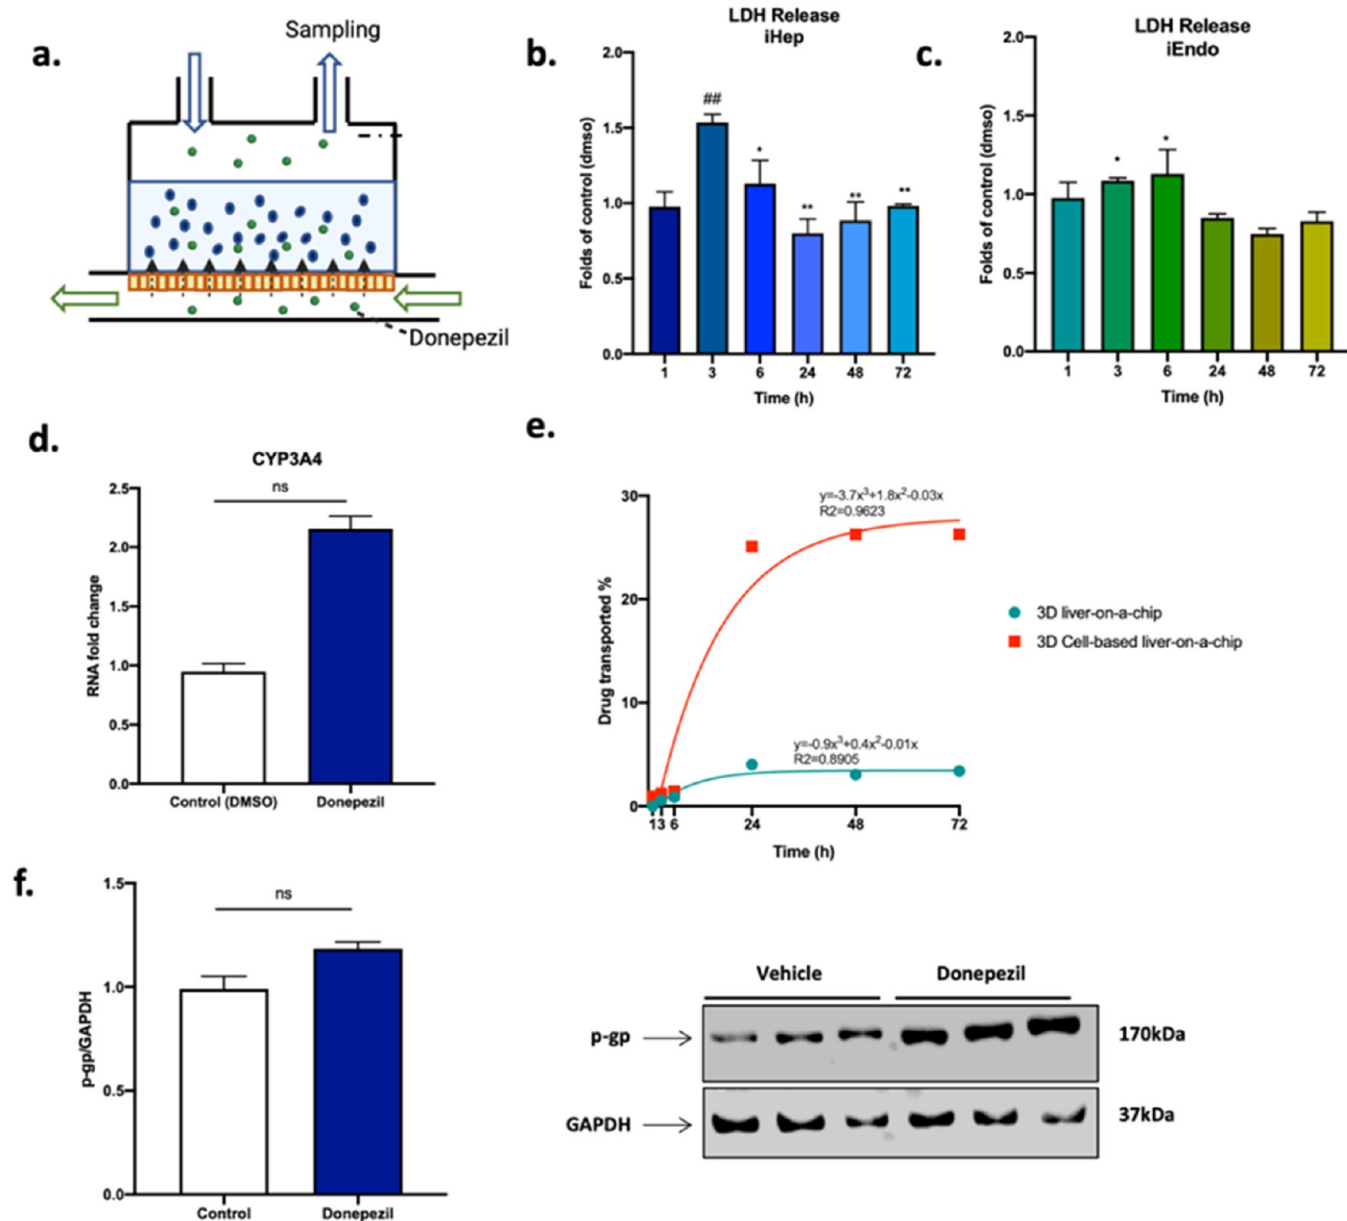 a.
Sampling
Donepezil
b.
LDH Release
iHep
Folds of control (dmso)
2.0
1.5
1.0
0.5
0.0
##
*
**
**
**
1 3 6 24 48 72
Time (h)
c.
LDH Release
iEndo
Folds of control (dmso)
2.0
1.5
1.0
0.5
0.0
*
*
1 3 6 24 48 72
Time (h)
d.
CYP3A4
ns
RNA fold change
2.5
2.0
1.5
1.0
0.5
0.0
Control (DMSO) Donepezil
e.
Drug transported %
30
20
10
0
y=-3.7x³+1.8x²-0.03x
R2=0.9623
y=-0.9x³+0.4x²-0.01x
R2=0.8905
1 3 6 24 48 72
Time (h)
3D liver-on-a-chip
3D Cell-based liver-on-a-chip
f.
ns
p-gp/GAPDH
1.5
1.0
0.5
0.0
Control Donepezil
Vehicle Donepezil
p-gp 170kDa
GAPDH 37kDa